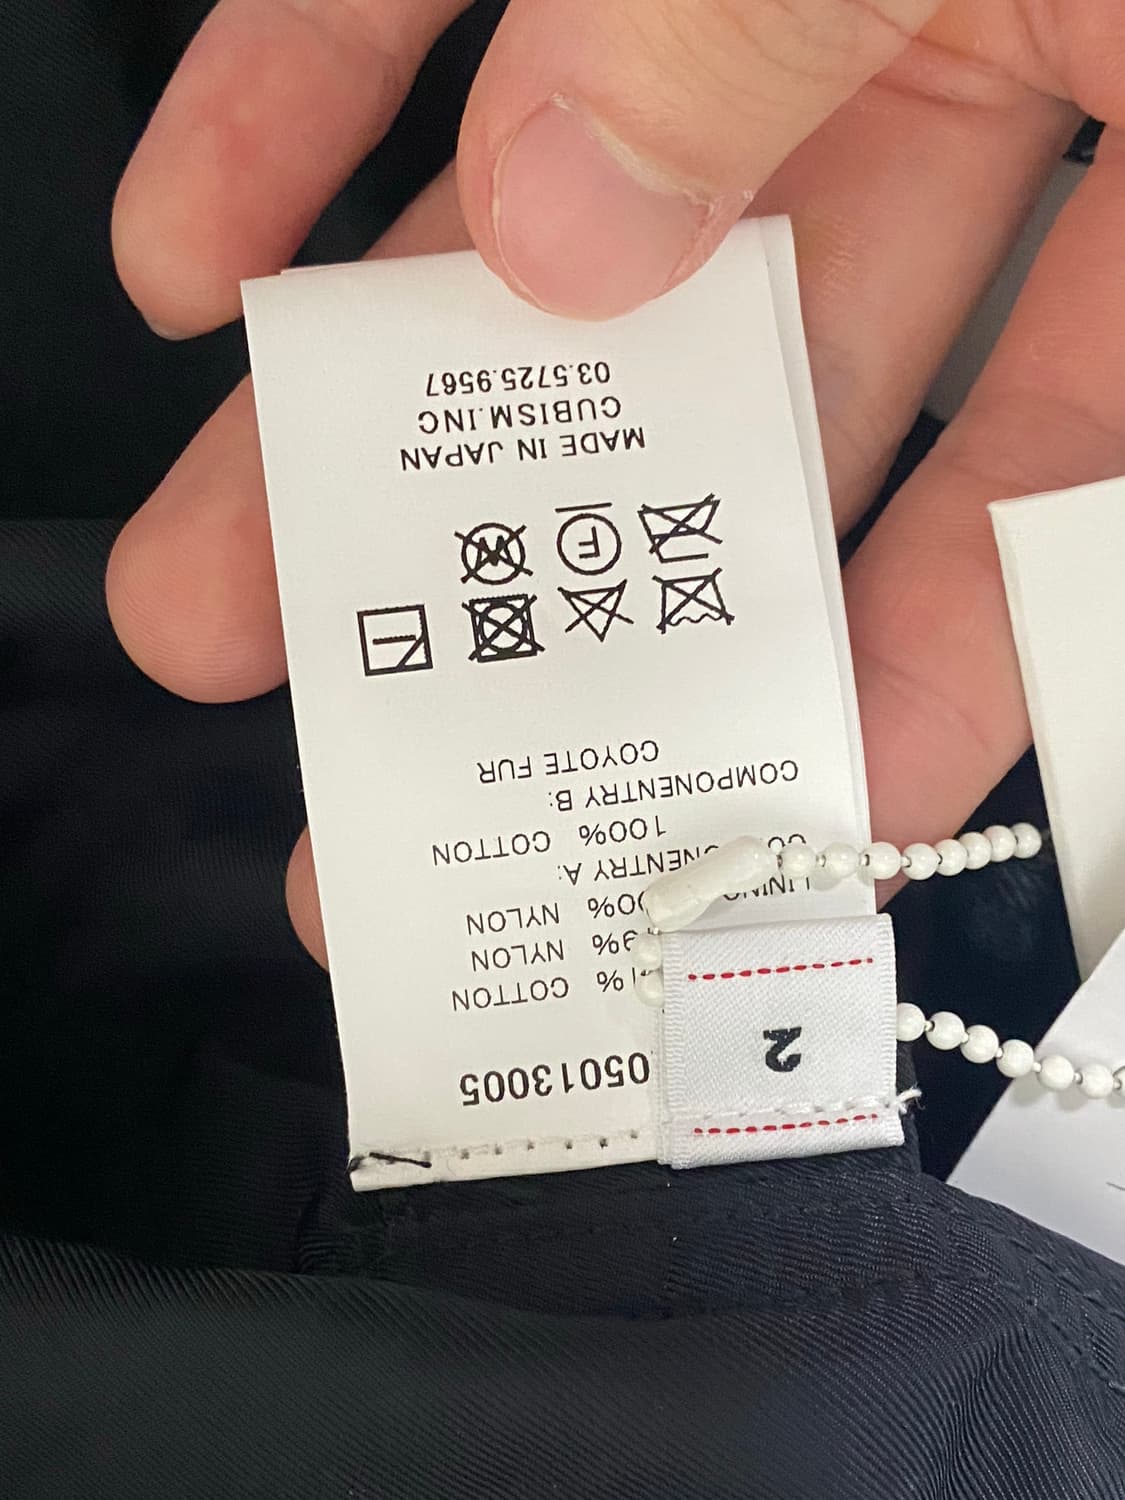 05013005
COTTON
NYLON
NYLON
A:
100% COTTON
COMPONENTRY B:
COYOTE FUR
F
W
MADE IN JAPAN
CUBISM.INC
03.5725.9567
2